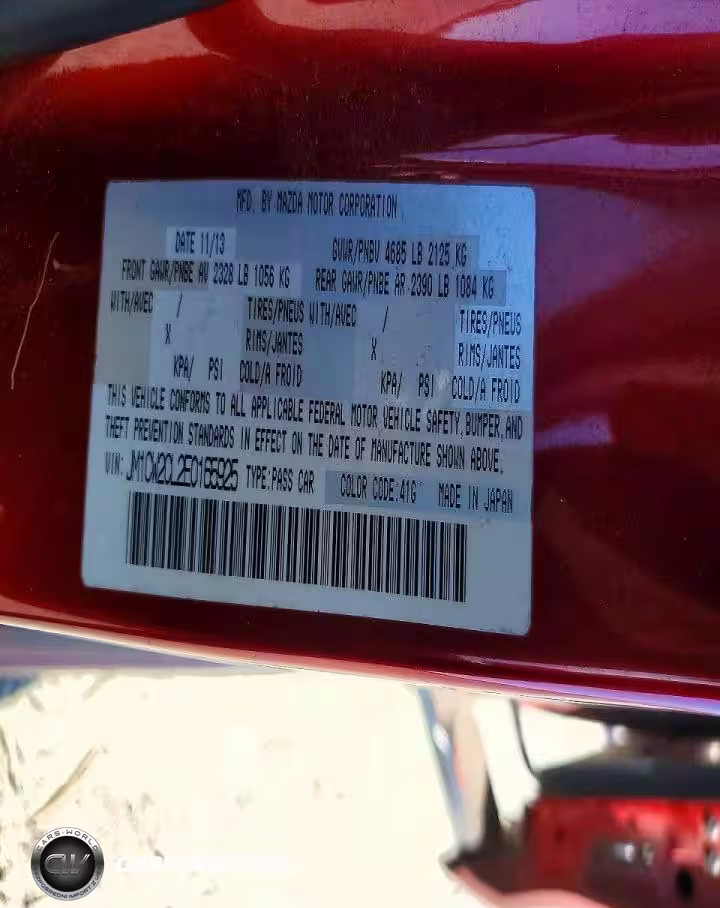 MFD. BY MAZDA MOTOR CORPORATION
DATE 11/13 GVWR/PNBV 4685 LB 2125 KG
FRONT GAWR/PNBE AV 2328 LB 1056 KG REAR GAWR/PNBE AR 2390 LB 1084 KG
WITH/AVEC / TIRES/PNEUS WITH/AVEC / TIRES/PNEUS
X RIMS/JANTES X RIMS/JANTES
KPA/ PSI COLD/A FROID KPA/ PSI COLD/A FROID
THIS VEHICLE CONFORMS TO ALL APPLICABLE FEDERAL MOTOR VEHICLE SAFETY, BUMPER, AND
THEFT PREVENTION STANDARDS IN EFFECT ON THE DATE OF MANUFACTURE SHOWN ABOVE.
VIN: JM1CW2CL2E0165925 TYPE:PASS CAR COLOR CODE:41G MADE IN JAPAN
CARS-WORLD
CW